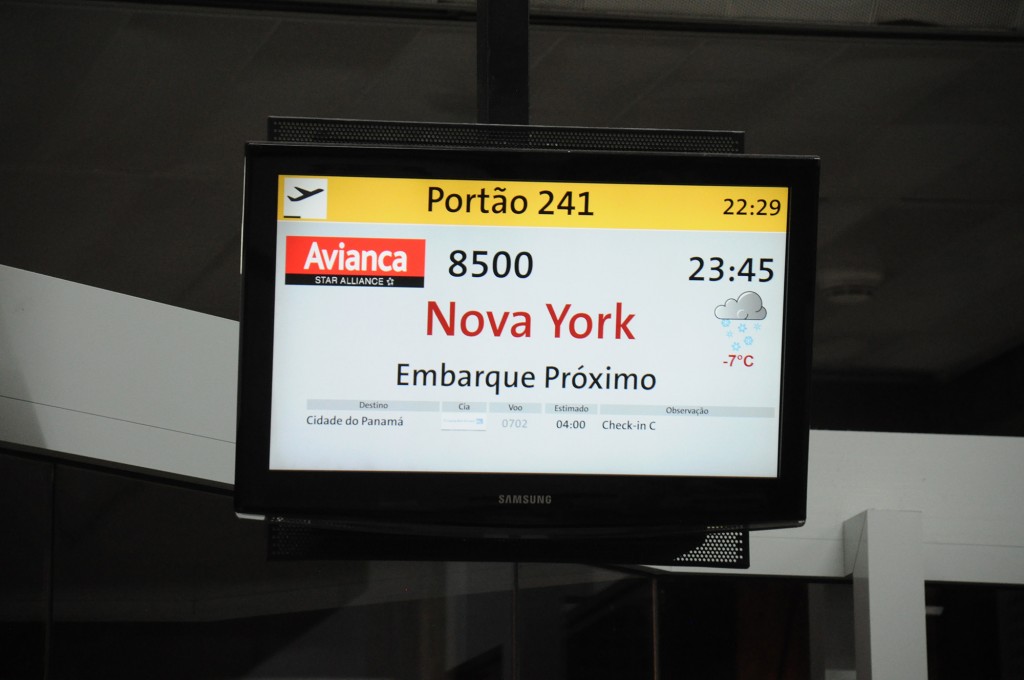 Portão 241 22:29
Avianca 8500 23:45
STAR ALLIANCE
Nova York
-7°C
Embarque Próximo
Destino Cia Voo Estimado Observação
Cidade do Panamá 0702 04:00 Check-in C
SAMSUNG